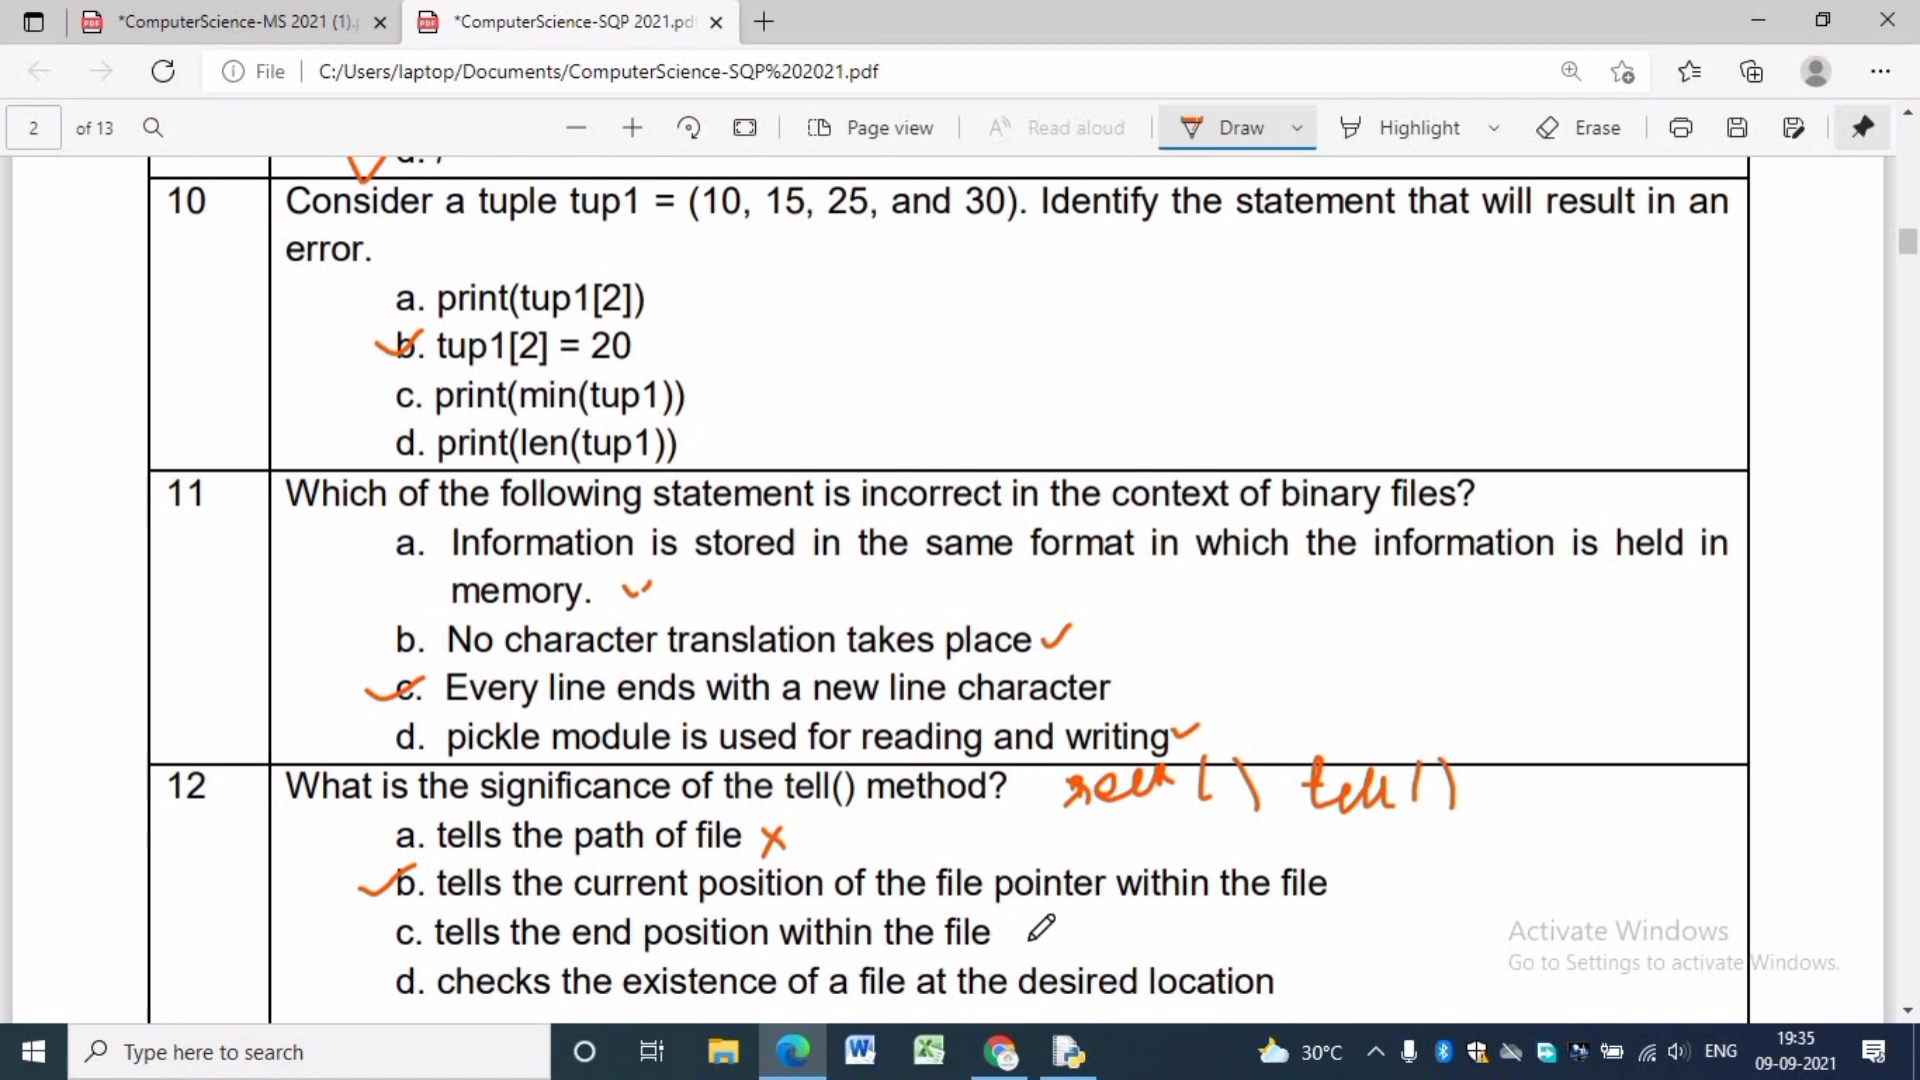 *ComputerScience-MS 2021 (1).
*ComputerScience-SQP 2021.pd
File
C:/Users/laptop/Documents/ComputerScience-SQP%202021.pdf
2 of 13
Page view
Read aloud
Draw
Highlight
Erase
10
Consider a tuple tup1 = (10, 15, 25, and 30). Identify the statement that will result in an
error.
a. print(tup1[2])
b. tup1[2] = 20
c. print(min(tup1))
d. print(len(tup1))
11
Which of the following statement is incorrect in the context of binary files?
a. Information is stored in the same format in which the information is held in
memory.
b. No character translation takes place
c. Every line ends with a new line character
d. pickle module is used for reading and writing
12
What is the significance of the tell() method? seek() tell()
a. tells the path of file
b. tells the current position of the file pointer within the file
c. tells the end position within the file
d. checks the existence of a file at the desired location
Activate Windows
Go to Settings to activate Windows.
Type here to search
30°C
ENG
19:35
09-09-2021